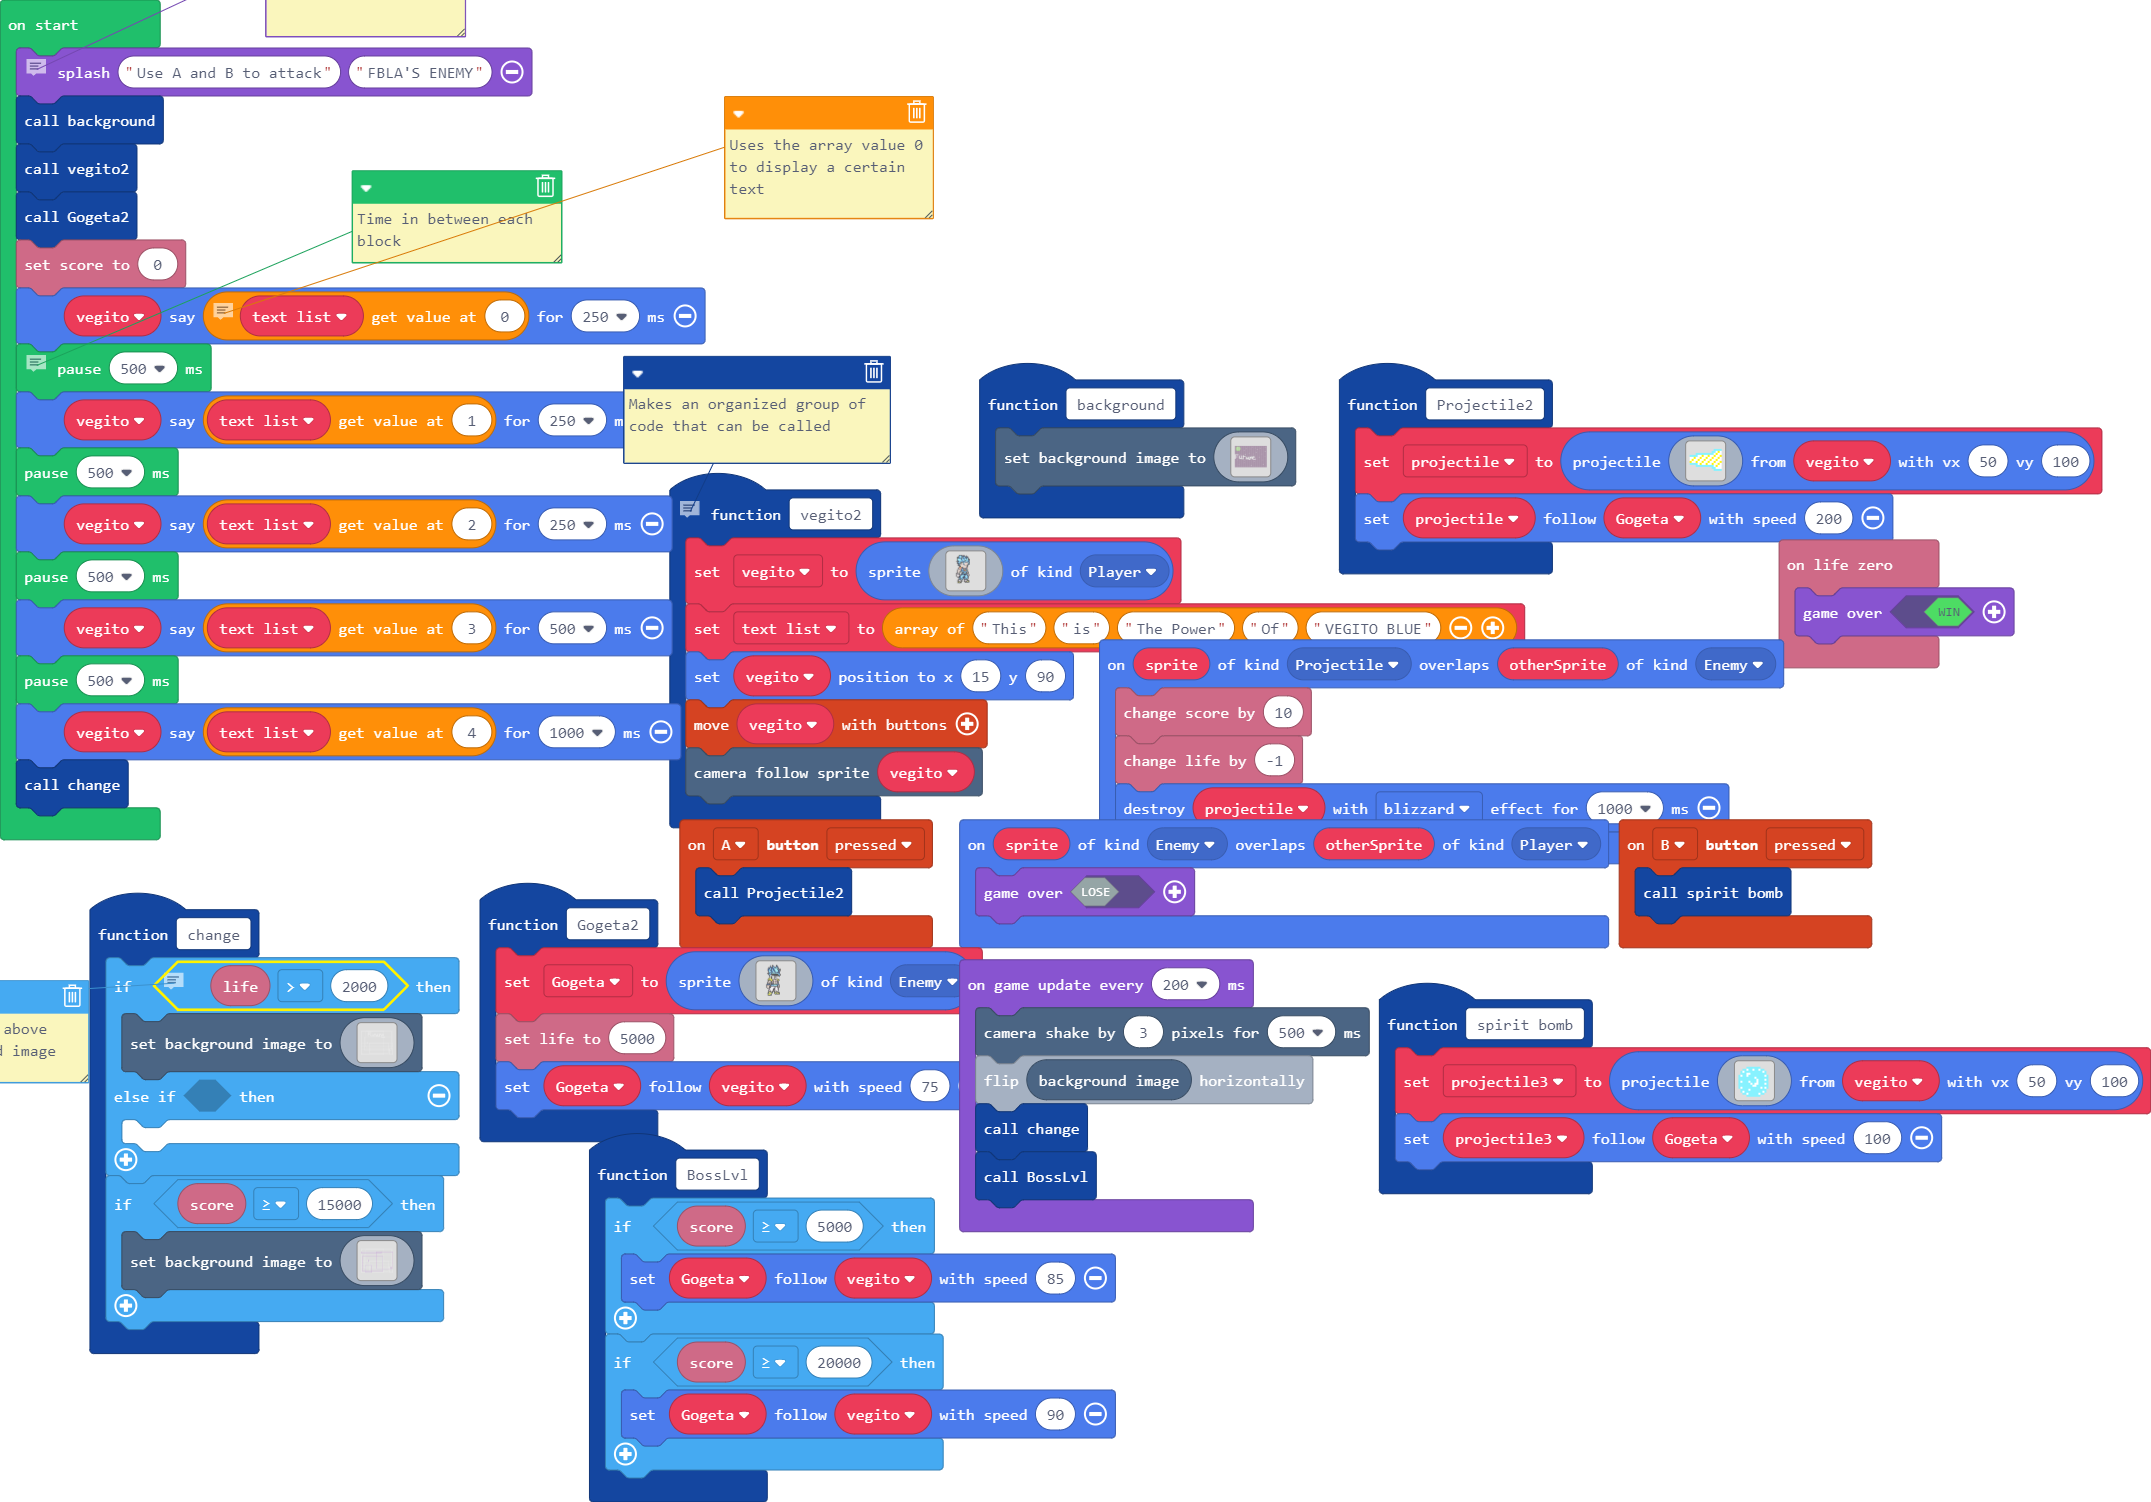 on start
splash "Use A and B to attack" "FBLA'S ENEMY"
call background
call vegito2
call Gogeta2
set score to 0
vegito say text list get value at 0 for 250 ms
pause 500 ms
vegito say text list get value at 1 for 250 m
pause 500 ms
vegito say text list get value at 2 for 250 ms
pause 500 ms
vegito say text list get value at 3 for 500 ms
pause 500 ms
vegito say text list get value at 4 for 1000 ms
call change
Time in between each
block
Uses the array value 0
to display a certain
text
Makes an organized group of
code that can be called
function vegito2
set vegito to sprite of kind Player
set text list to array of "This" "is" "The Power" "Of" "VEGITO BLUE"
set vegito position to x 15 y 90
move vegito with buttons
camera follow sprite vegito
function background
set background image to
function Projectile2
set projectile to projectile from vegito with vx 50 vy 100
set projectile follow Gogeta with speed 200
on life zero
game over WIN
on sprite of kind Projectile overlaps otherSprite of kind Enemy
change score by 10
change life by -1
destroy projectile with blizzard effect for 1000 ms
on A button pressed
call Projectile2
on sprite of kind Enemy overlaps otherSprite of kind Player
game over LOSE
on B button pressed
call spirit bomb
above
image
function change
if life > 2000 then
set background image to
else if then
if score ≥ 15000 then
set background image to
function Gogeta2
set Gogeta to sprite of kind Enemy
set life to 5000
set Gogeta follow vegito with speed 75
on game update every 200 ms
camera shake by 3 pixels for 500 ms
flip background image horizontally
call change
call BossLvl
function spirit bomb
set projectile3 to projectile from vegito with vx 50 vy 100
set projectile3 follow Gogeta with speed 100
function BossLvl
if score ≥ 5000 then
set Gogeta follow vegito with speed 85
if score ≥ 20000 then
set Gogeta follow vegito with speed 90